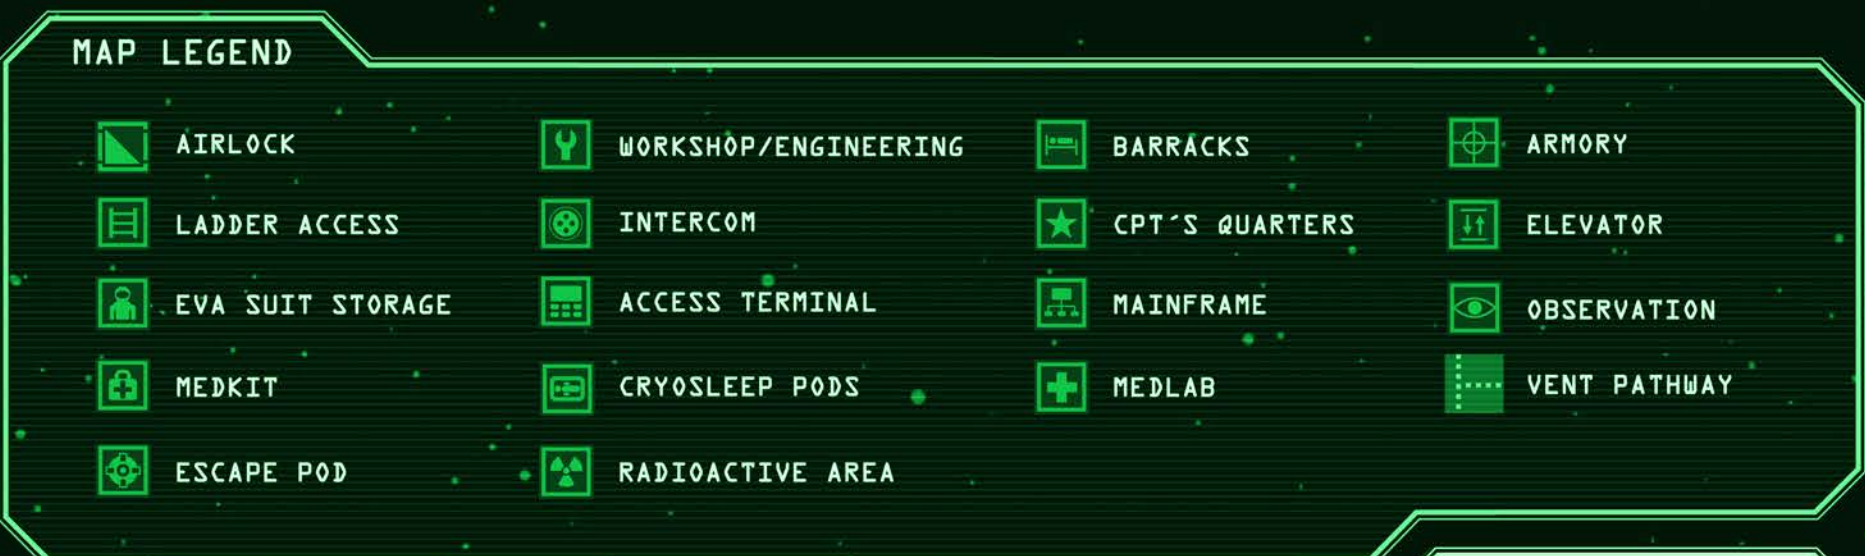 MAP LEGEND
AIRLOCK
LADDER ACCESS
EVA SUIT STORAGE
MEDKIT
ESCAPE POD
WORKSHOP/ENGINEERING
INTERCOM
ACCESS TERMINAL
CRYOSLEEP PODS
RADIOACTIVE AREA
BARRACKS
CPT'S QUARTERS
MAINFRAME
MEDLAB
ARMORY
ELEVATOR
OBSERVATION
VENT PATHWAY